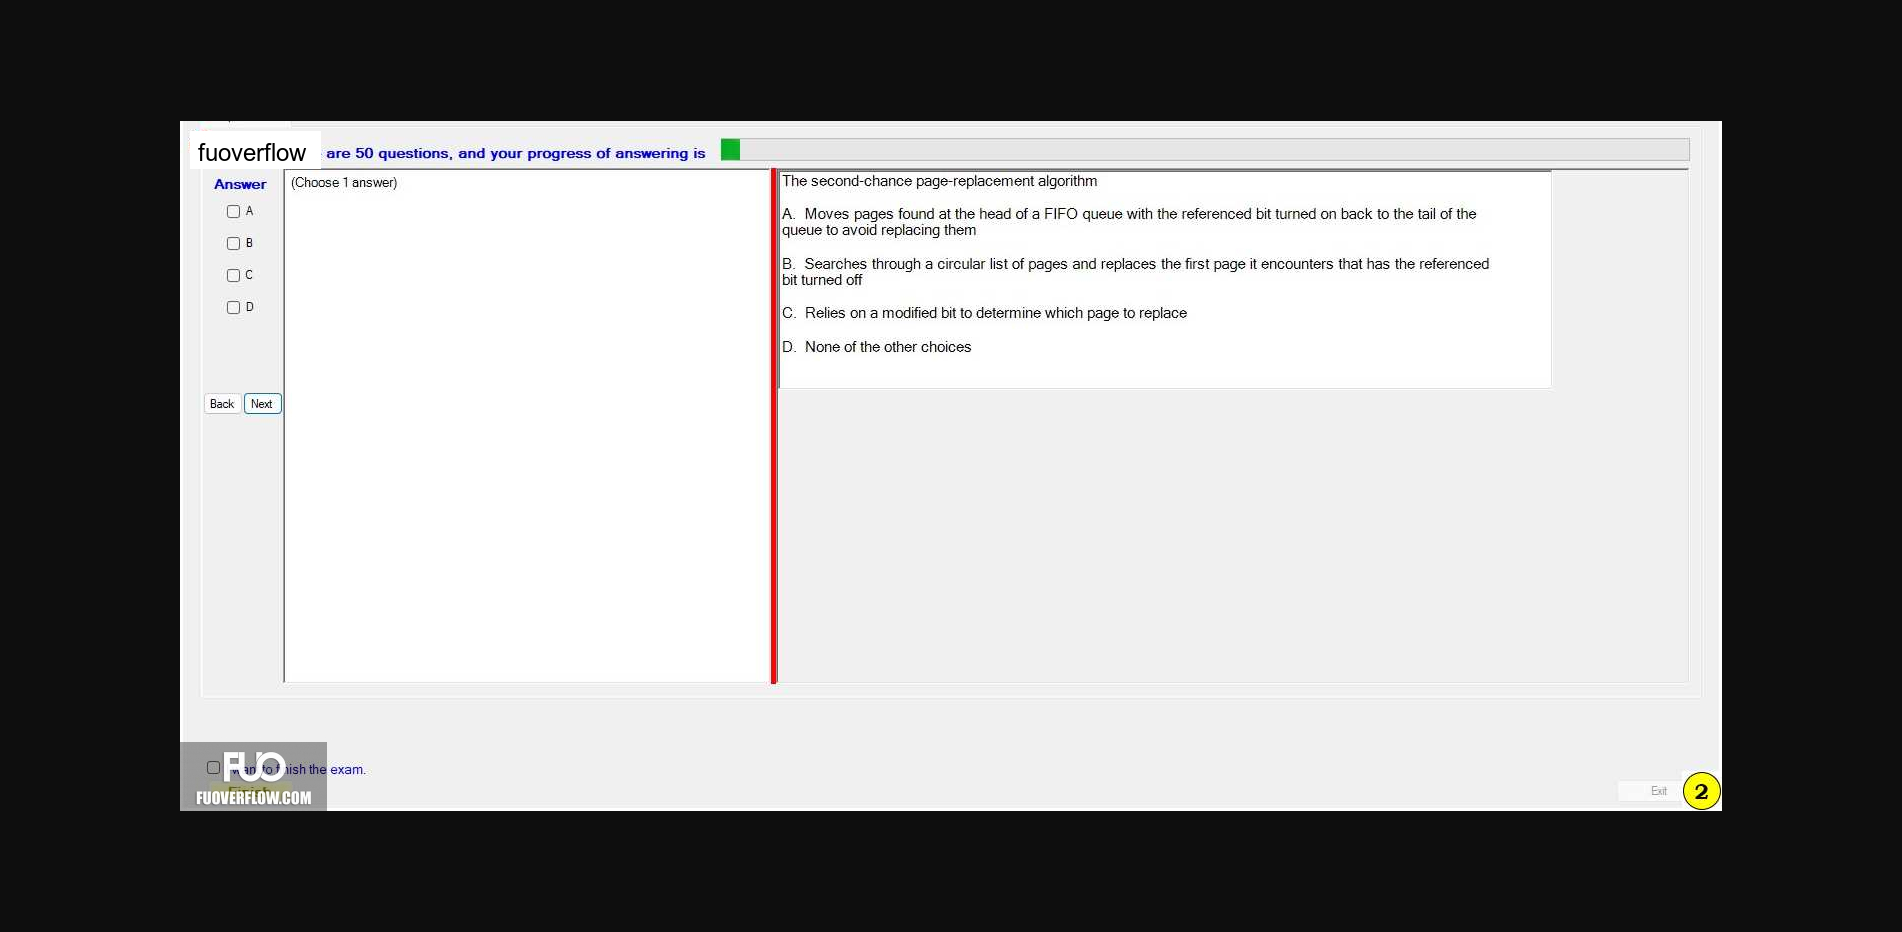 fuoverflow are 50 questions, and your progress of answering is
Answer
A
B
C
D
Back Next
(Choose 1 answer)
The second-chance page-replacement algorithm
A. Moves pages found at the head of a FIFO queue with the referenced bit turned on back to the tail of the
queue to avoid replacing them
B. Searches through a circular list of pages and replaces the first page it encounters that has the referenced
bit turned off
C. Relies on a modified bit to determine which page to replace
D. None of the other choices
FUO
to the exam.
FUOVERFLOW.COM
Exit
2